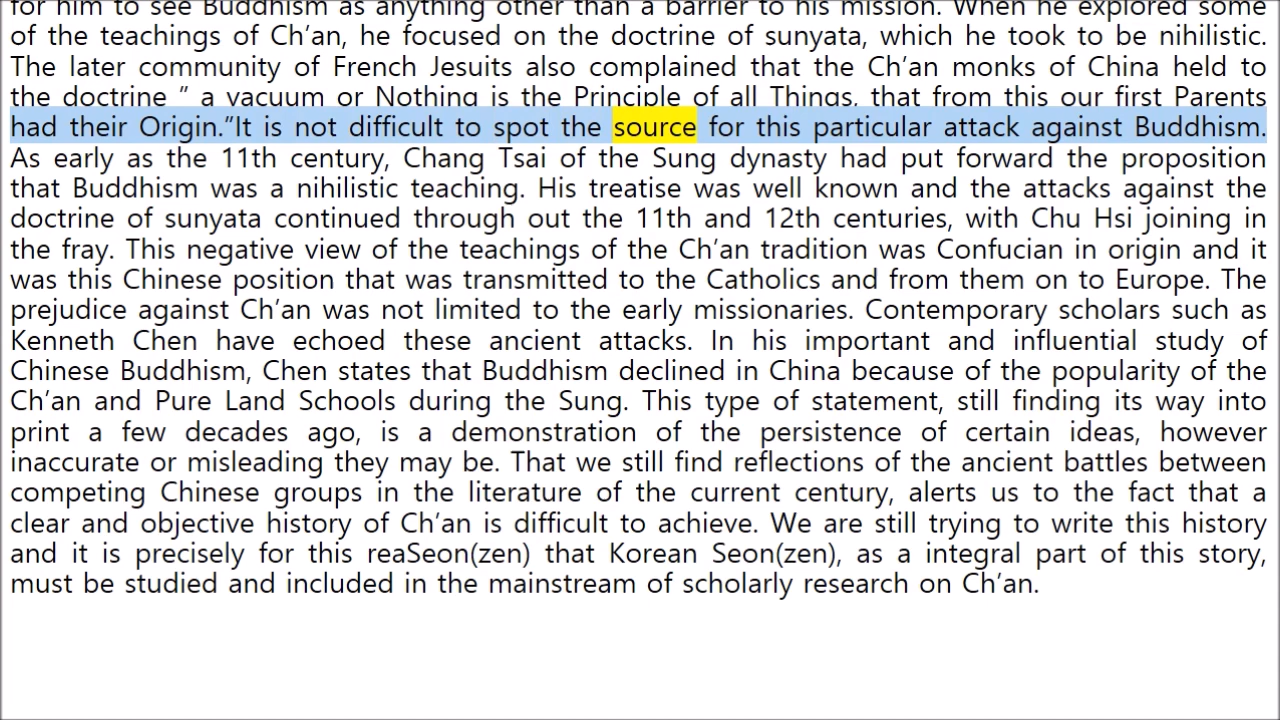 for him to see Buddhism as anything other than a barrier to his mission. When he explored some
of the teachings of Ch’an, he focused on the doctrine of sunyata, which he took to be nihilistic.
The later community of French Jesuits also complained that the Ch’an monks of China held to
the doctrine ” a vacuum or Nothing is the Principle of all Things, that from this our first Parents
had their Origin.”It is not difficult to spot the source for this particular attack against Buddhism.
As early as the 11th century, Chang Tsai of the Sung dynasty had put forward the proposition
that Buddhism was a nihilistic teaching. His treatise was well known and the attacks against the
doctrine of sunyata continued through out the 11th and 12th centuries, with Chu Hsi joining in
the fray. This negative view of the teachings of the Ch’an tradition was Confucian in origin and it
was this Chinese position that was transmitted to the Catholics and from them on to Europe. The
prejudice against Ch’an was not limited to the early missionaries. Contemporary scholars such as
Kenneth Chen have echoed these ancient attacks. In his important and influential study of
Chinese Buddhism, Chen states that Buddhism declined in China because of the popularity of the
Ch’an and Pure Land Schools during the Sung. This type of statement, still finding its way into
print a few decades ago, is a demonstration of the persistence of certain ideas, however
inaccurate or misleading they may be. That we still find reflections of the ancient battles between
competing Chinese groups in the literature of the current century, alerts us to the fact that a
clear and objective history of Ch’an is difficult to achieve. We are still trying to write this history
and it is precisely for this reaSeon(zen) that Korean Seon(zen), as a integral part of this story,
must be studied and included in the mainstream of scholarly research on Ch’an.